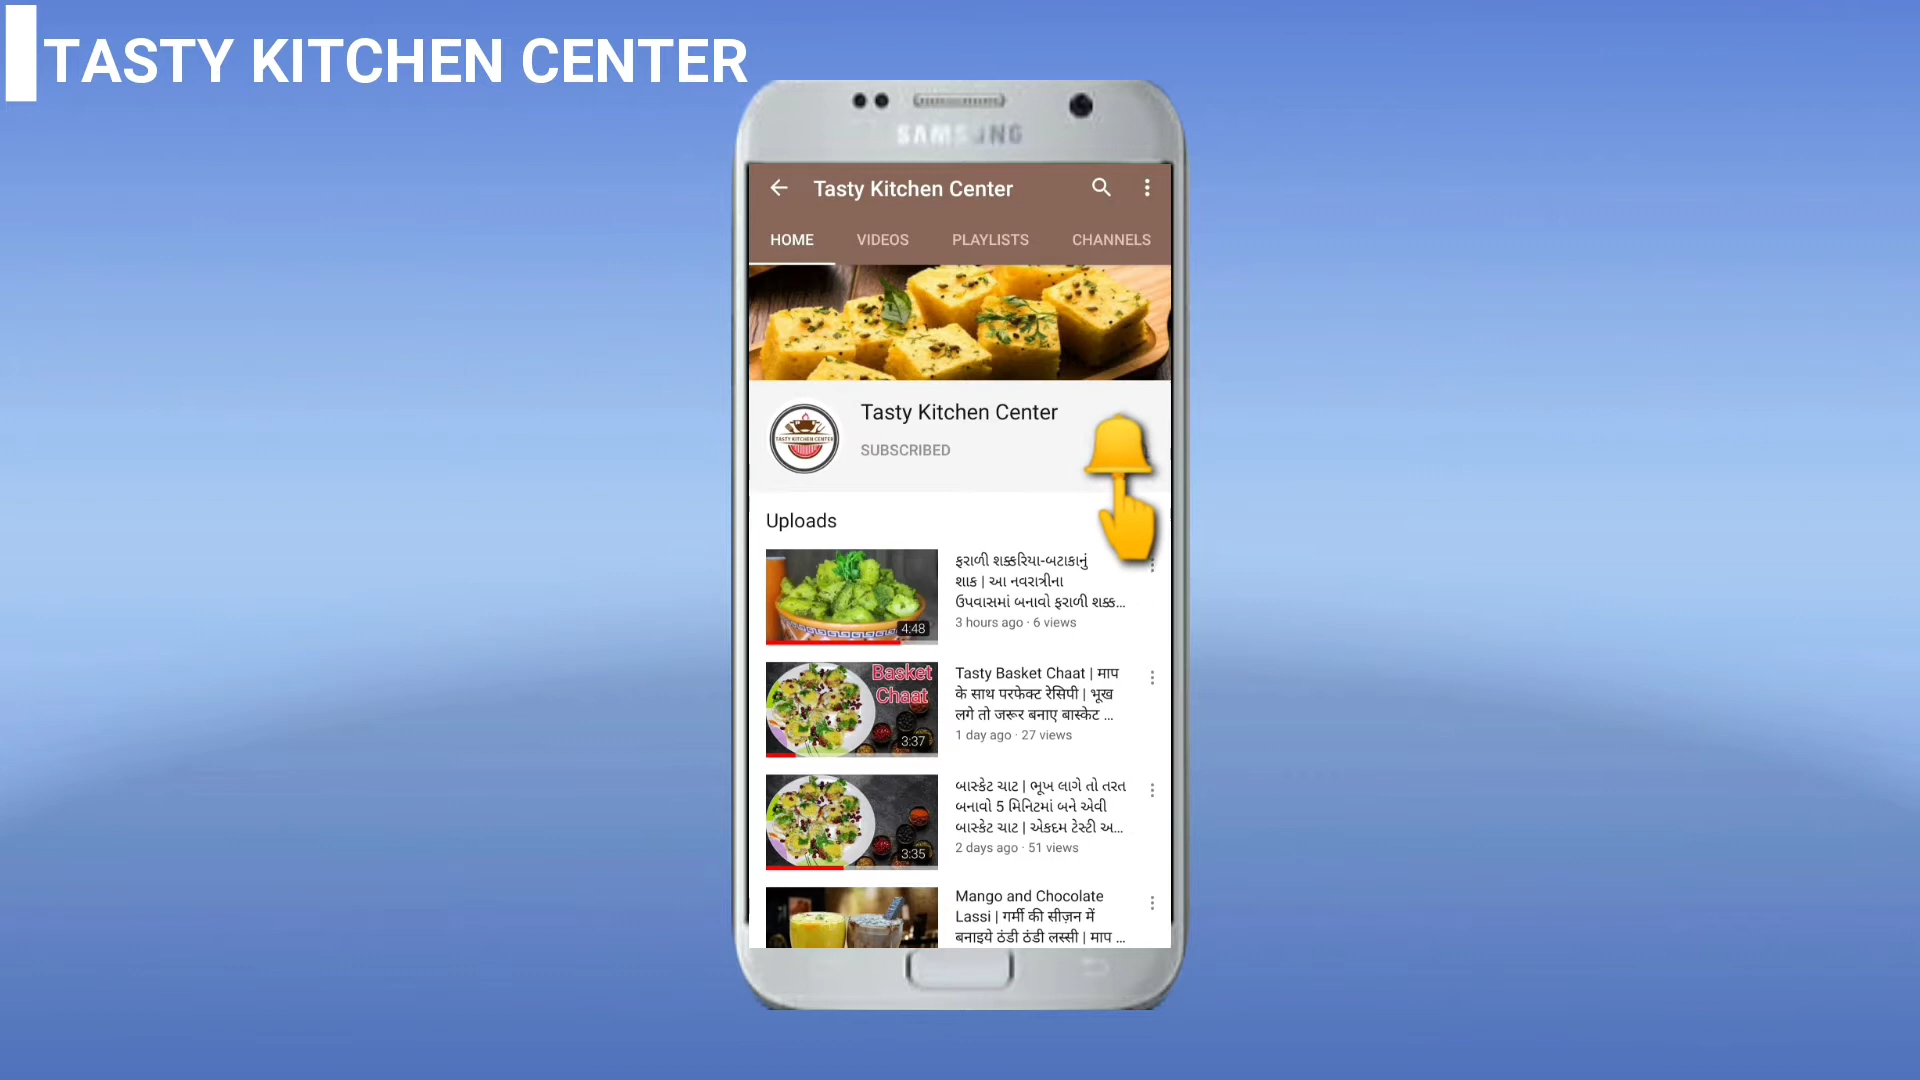 TASTY KITCHEN CENTER
SAMSUNG
Tasty Kitchen Center
HOME VIDEOS PLAYLISTS CHANNELS
Tasty Kitchen Center
TASTY KITCHEN CENTER
SUBSCRIBED
Uploads
ફરાળી શક્કરિયા-બટાકાનું
શાક | આ નવરાત્રીના
ઉપવાસમાં બનાવો ફરાળી શક્ક...
3 hours ago · 6 views
4:48
Basket
Chaat
3:37
Tasty Basket Chaat | माप
के साथ परफेक्ट रेसिपी | भूख
लगे तो जरूर बनाए बास्केट ...
1 day ago · 27 views
બાસ્કેટ ચાટ | ભૂખ લાગે તો તરત
બનાવો 5 મિનિટમાં બને એવી
બાસ્કેટ ચાટ | એકદમ ટેસ્ટી અ...
2 days ago · 51 views
3:35
Mango and Chocolate
Lassi | गर्मी की सीज़न में
बनाइये ठंडी ठंडी लस्सी | माप ...